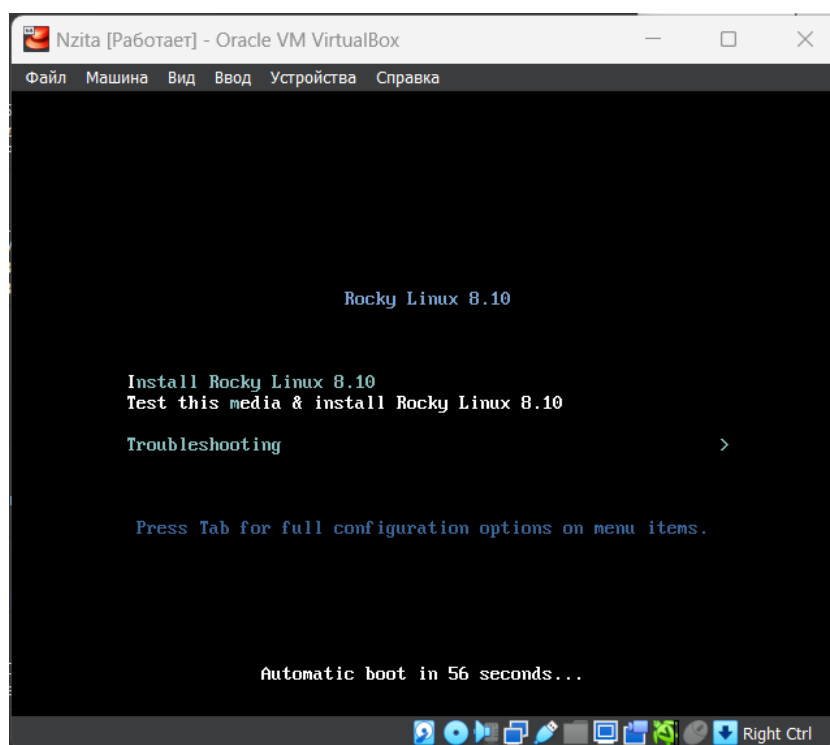 Nzita [Работает] - Oracle VM VirtualBox
Файл Машина Вид Ввод Устройства Справка
Rocky Linux 8.10
Install Rocky Linux 8.10
Test this media & install Rocky Linux 8.10
Troubleshooting >
Press Tab for full configuration options on menu items.
Automatic boot in 56 seconds...
Right Ctrl